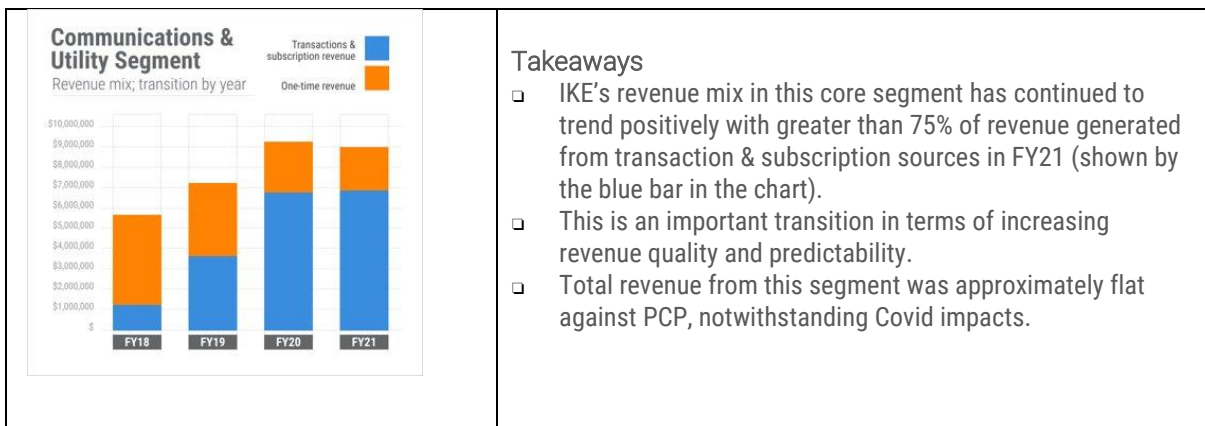 Communications &
Utility Segment
Revenue mix; transition by year
Transactions &
subscription revenue
One-time revenue
$10,000,000
$9,000,000
$8,000,000
$7,000,000
$6,000,000
$5,000,000
$4,000,000
$3,000,000
$2,000,000
$1,000,000
$
FY18 FY19 FY20 FY21
Takeaways
IKE’s revenue mix in this core segment has continued to
trend positively with greater than 75% of revenue generated
from transaction & subscription sources in FY21 (shown by
the blue bar in the chart).
This is an important transition in terms of increasing
revenue quality and predictability.
Total revenue from this segment was approximately flat
against PCP, notwithstanding Covid impacts.